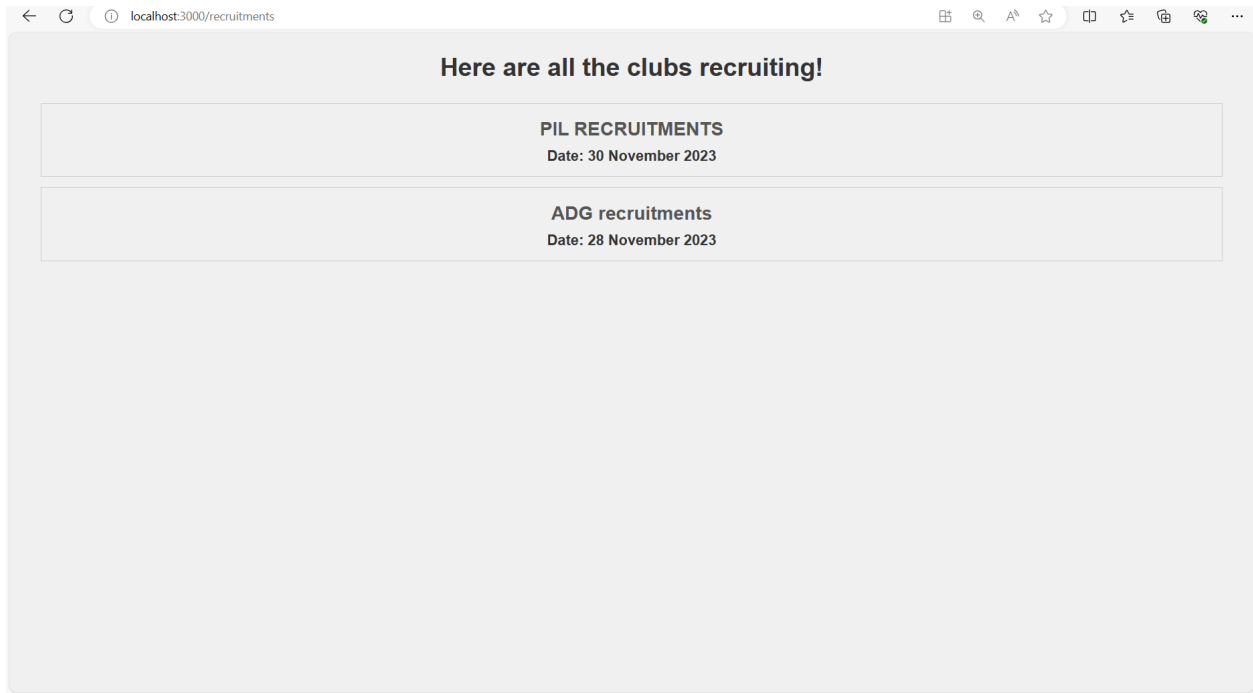 localhost:3000/recruitments
Here are all the clubs recruiting!
PIL RECRUITMENTS
Date: 30 November 2023
ADG recruitments
Date: 28 November 2023